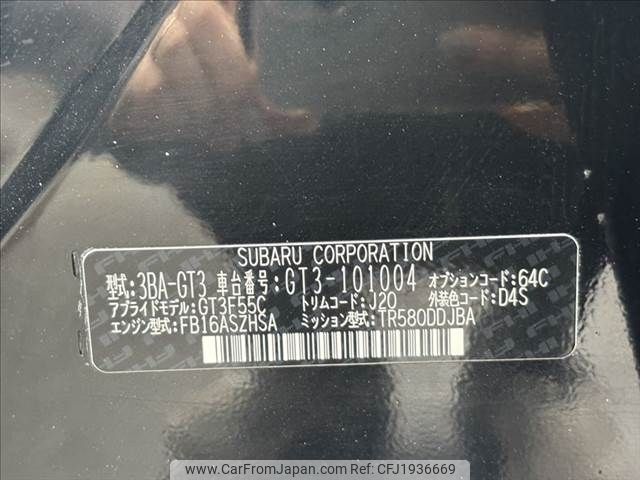 SUBARU CORPORATION
型式:3BA-GT3 車台番号:GT3-101004 オプションコード:64C
アプライドモデル:GT3F55C トリムコード:J20 外装色コード:D4S
エンジン型式:FB16ASZHSA ミッション型式:TR580DDJBA
CAR FROM JAPAN
www.carfromjapan.com - CFJ1936669